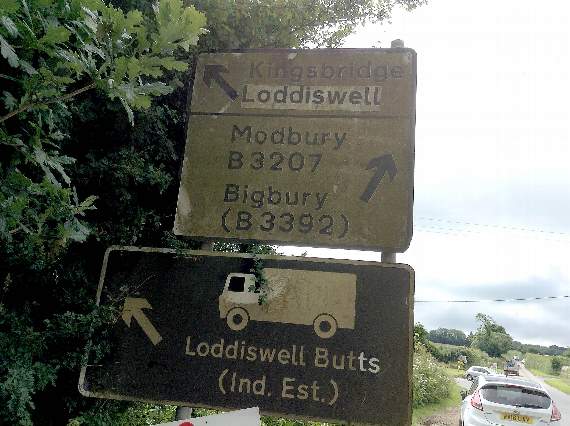 Kingsbridge
Loddiswell
Modbury
B3207
Bigbury
(B3392)
Loddiswell Butts
(Ind. Est.)